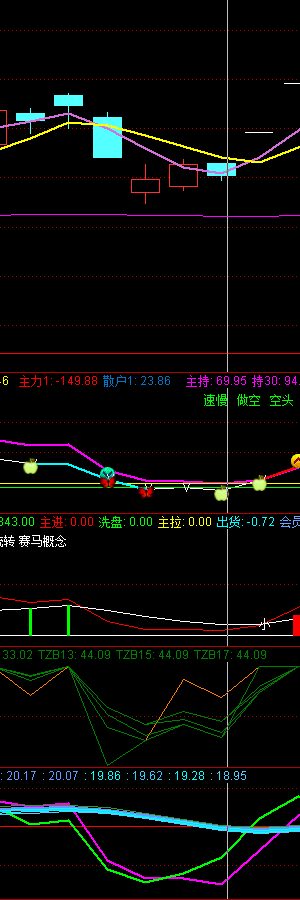 46 主力1: -149.88 散户1: 23.86 主持: 69.95 持30: 94.
速慢 做空 空头
343.00 主进: 0.00 洗盘: 0.00 主拉: 0.00 出货: -0.72 会员
转 赛马概念
33.02 TZB13: 44.09 TZB15: 44.09 TZB17: 44.09
: 20.17 : 20.07 : 19.86 : 19.62 : 19.28 : 18.95